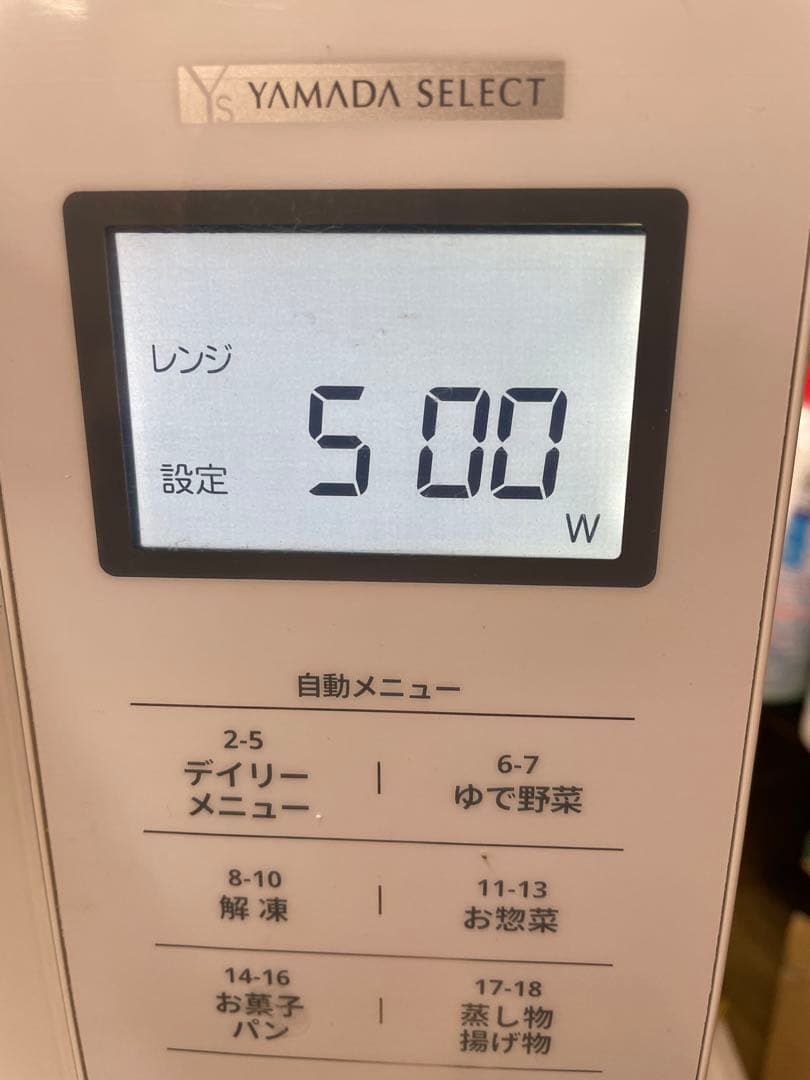 YS YAMADA SELECT
レンジ
500
設定
W
自動メニュー
2-5
デイリー
メニュー
6-7
ゆで野菜
8-10
解凍
11-13
お惣菜
14-16
お菓子
パン
17-18
蒸し物
揚げ物